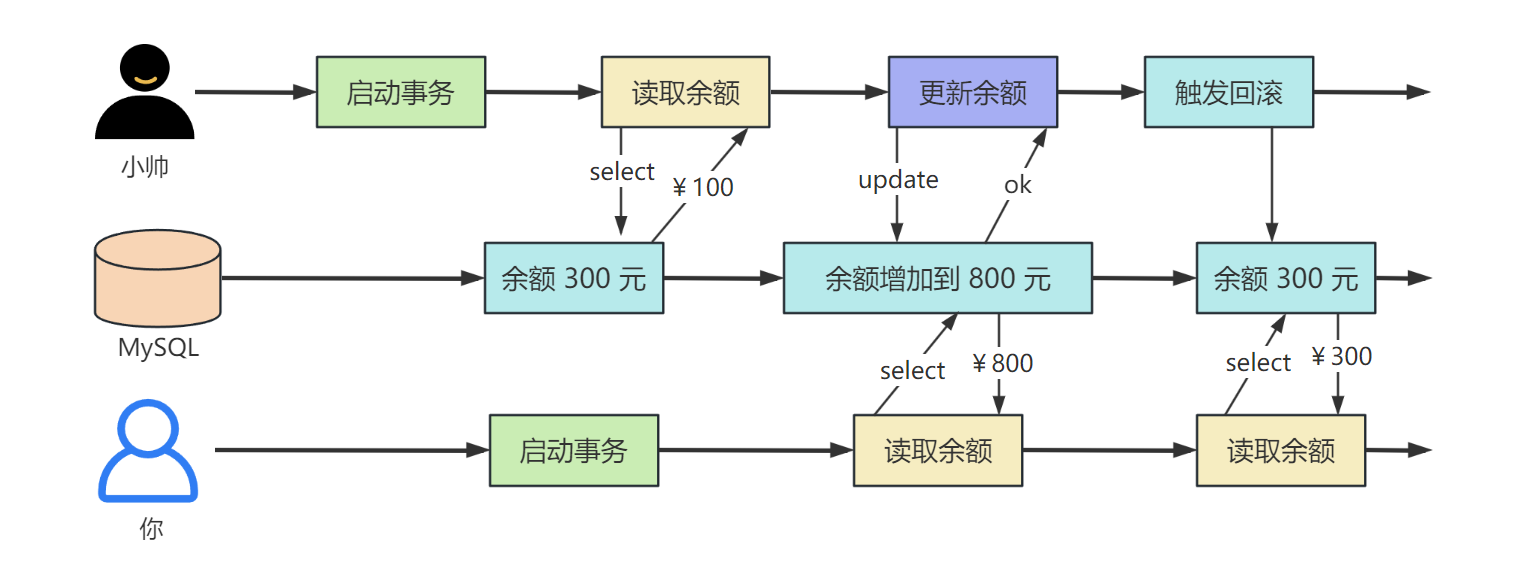 启动事务
读取余额
更新余额
触发回滚
小帅
select
￥100
update
ok
余额 300 元
余额增加到 800 元
余额 300 元
MySQL
select
￥800
select
￥300
启动事务
读取余额
读取余额
你